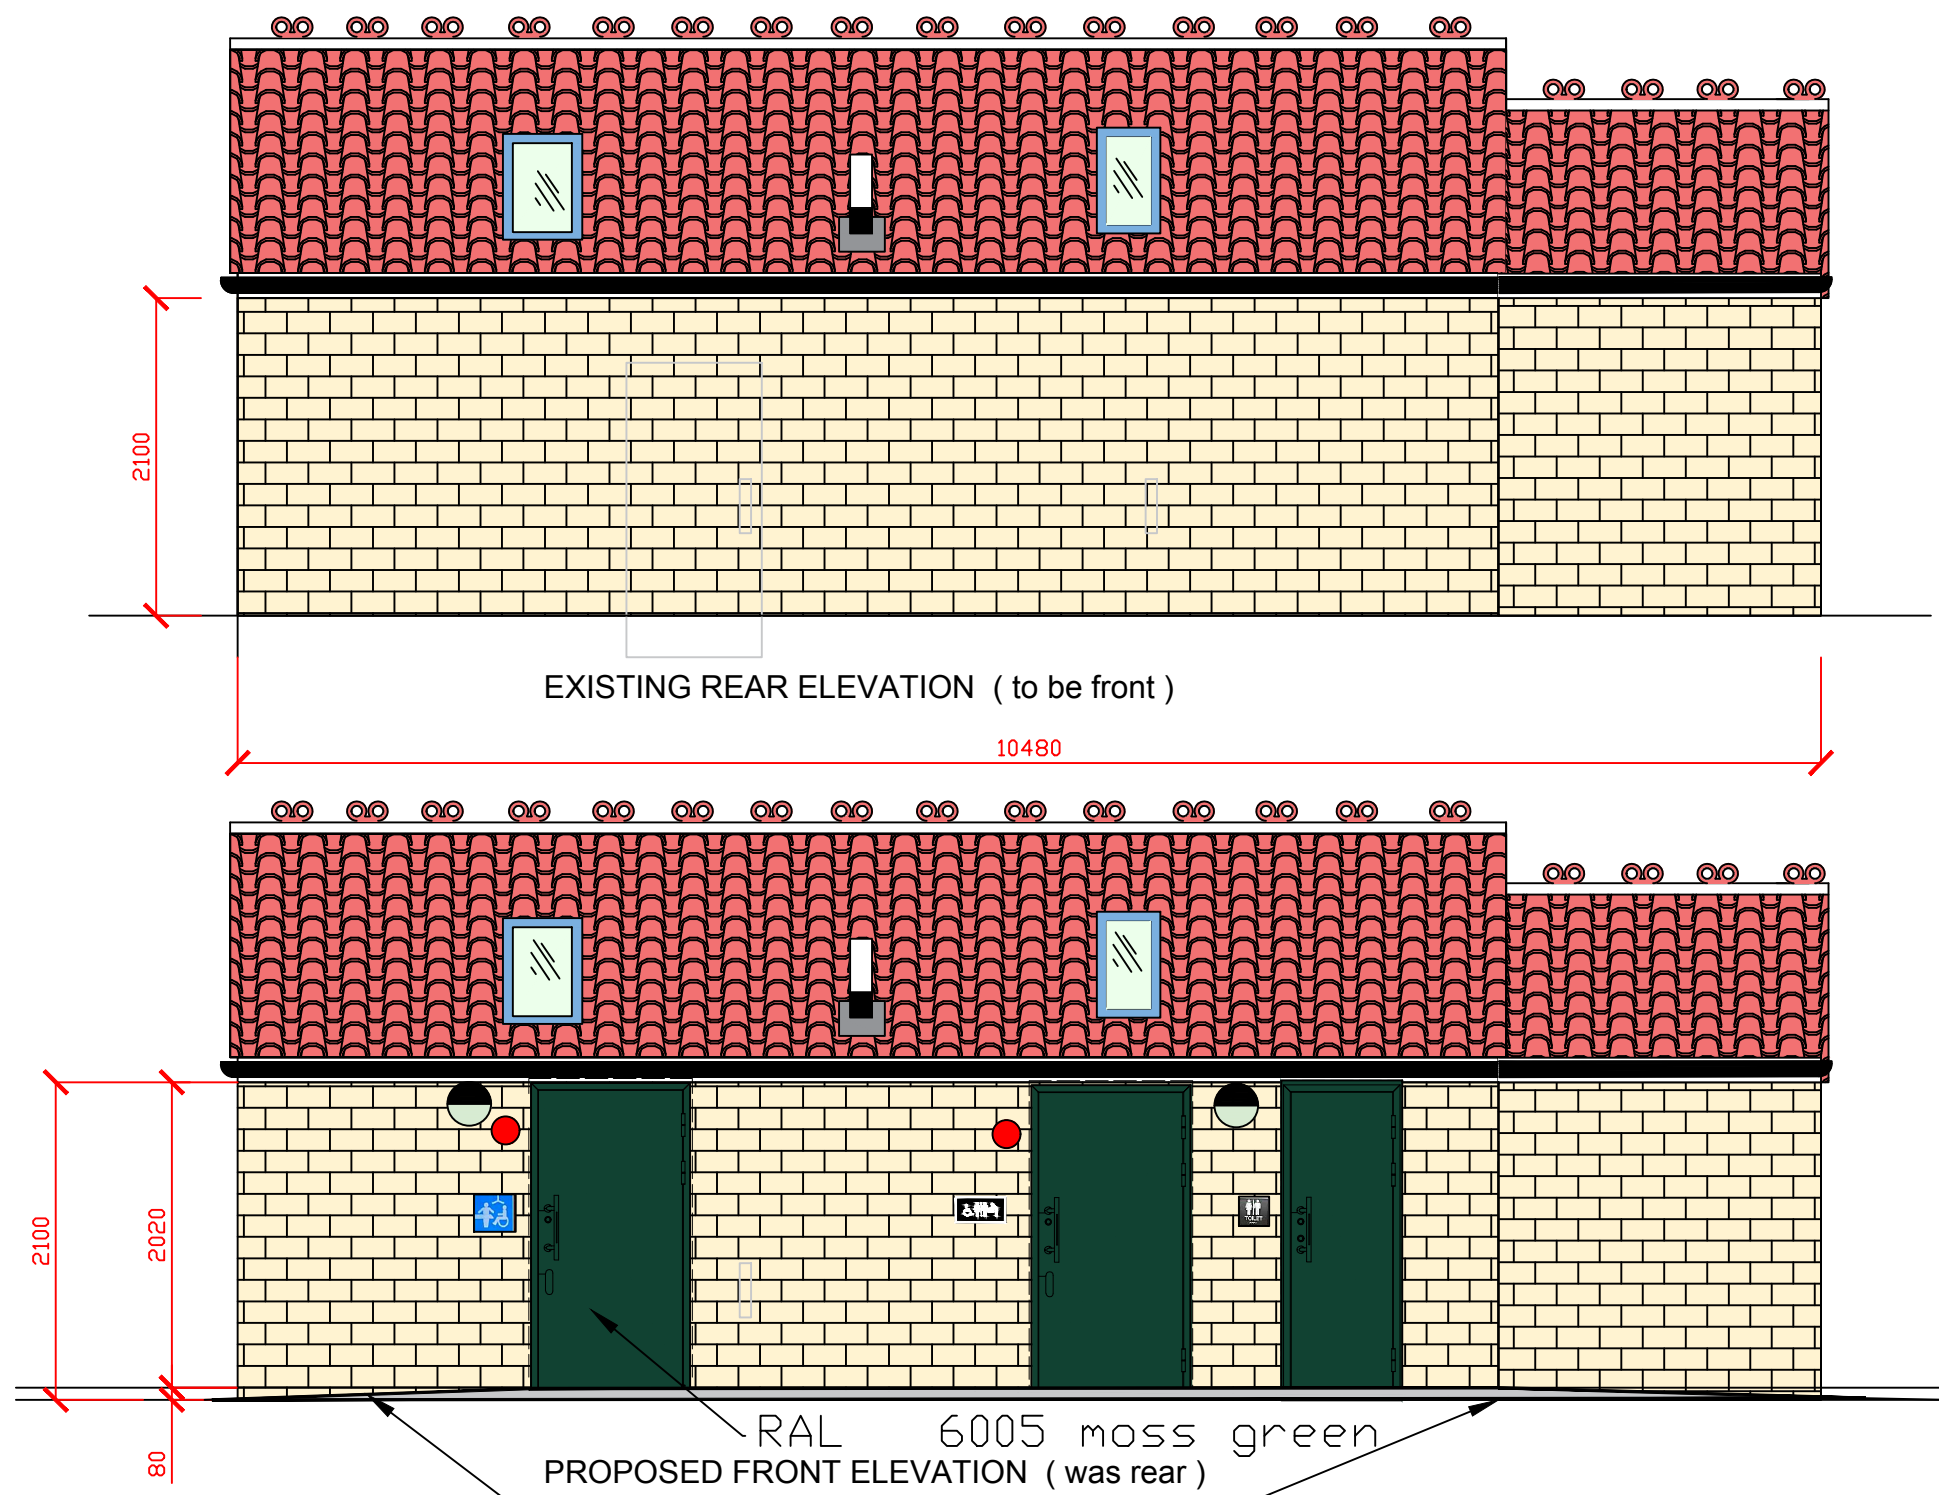 2100
EXISTING REAR ELEVATION ( to be front )
10480
2100
2020
80
TOILET
RAL 6005 moss green
PROPOSED FRONT ELEVATION ( was rear )